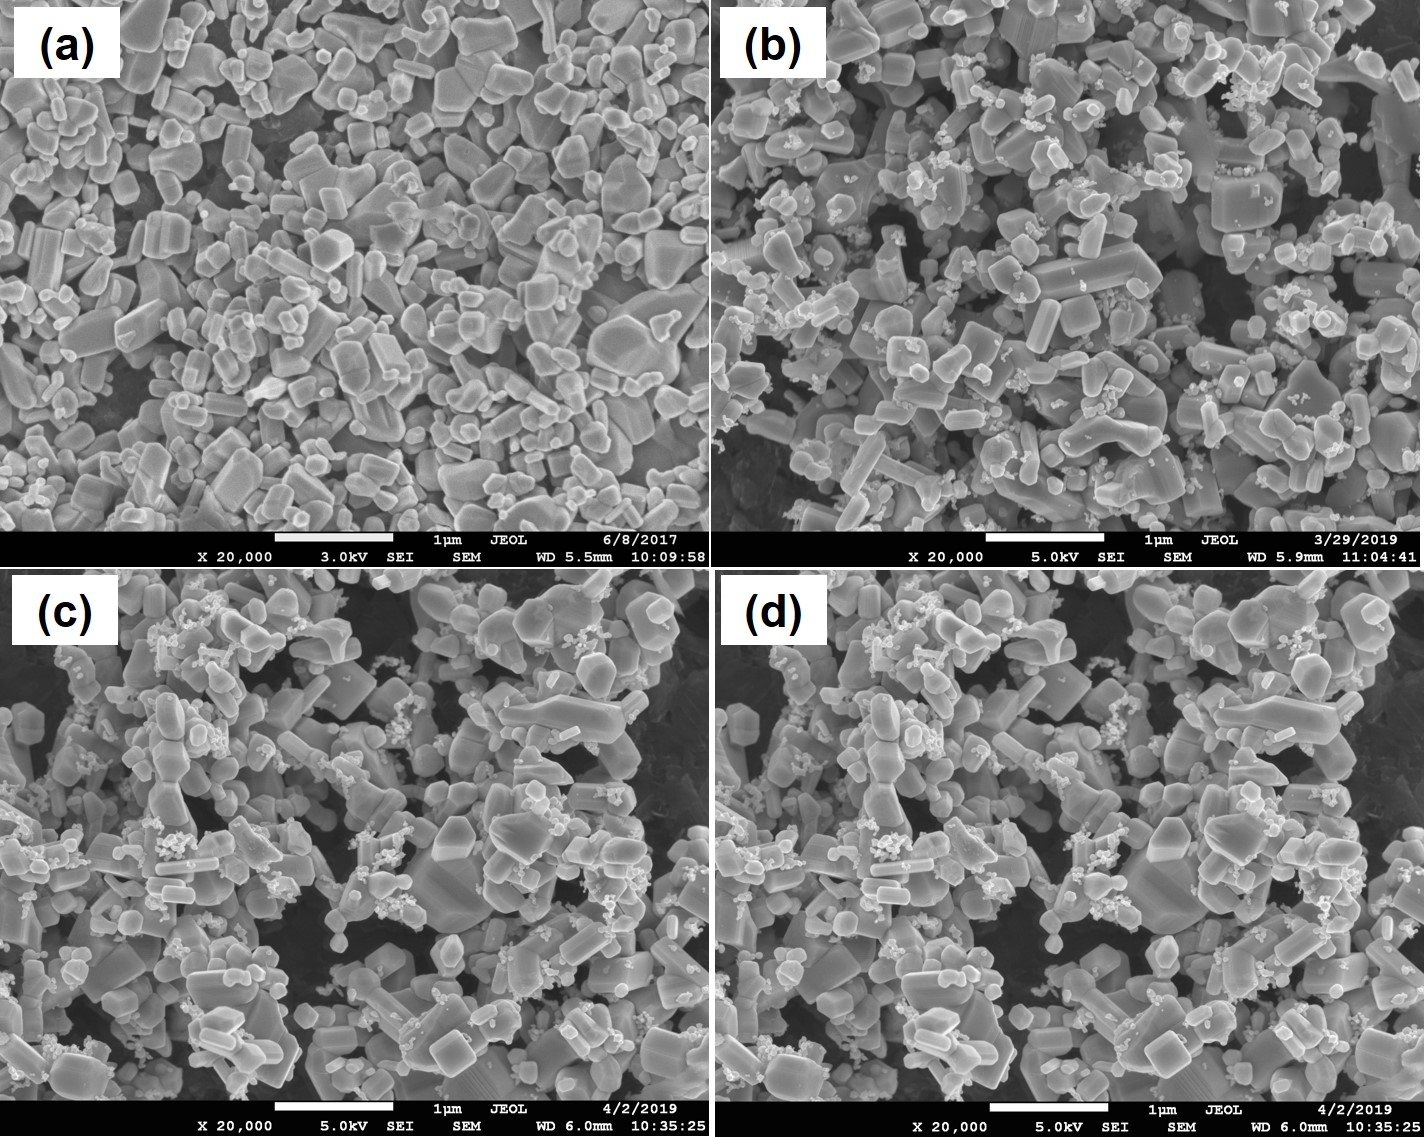 (a)
1μm JEOL 6/8/2017
X 20,000 3.0kV SEI SEM WD 5.5mm 10:09:58
(b)
1μm JEOL 3/29/2019
X 20,000 5.0kV SEI SEM WD 5.9mm 11:04:41
(c)
1μm JEOL 4/2/2019
X 20,000 5.0kV SEI SEM WD 6.0mm 10:35:25
(d)
1μm JEOL 4/2/2019
X 20,000 5.0kV SEI SEM WD 6.0mm 10:35:25